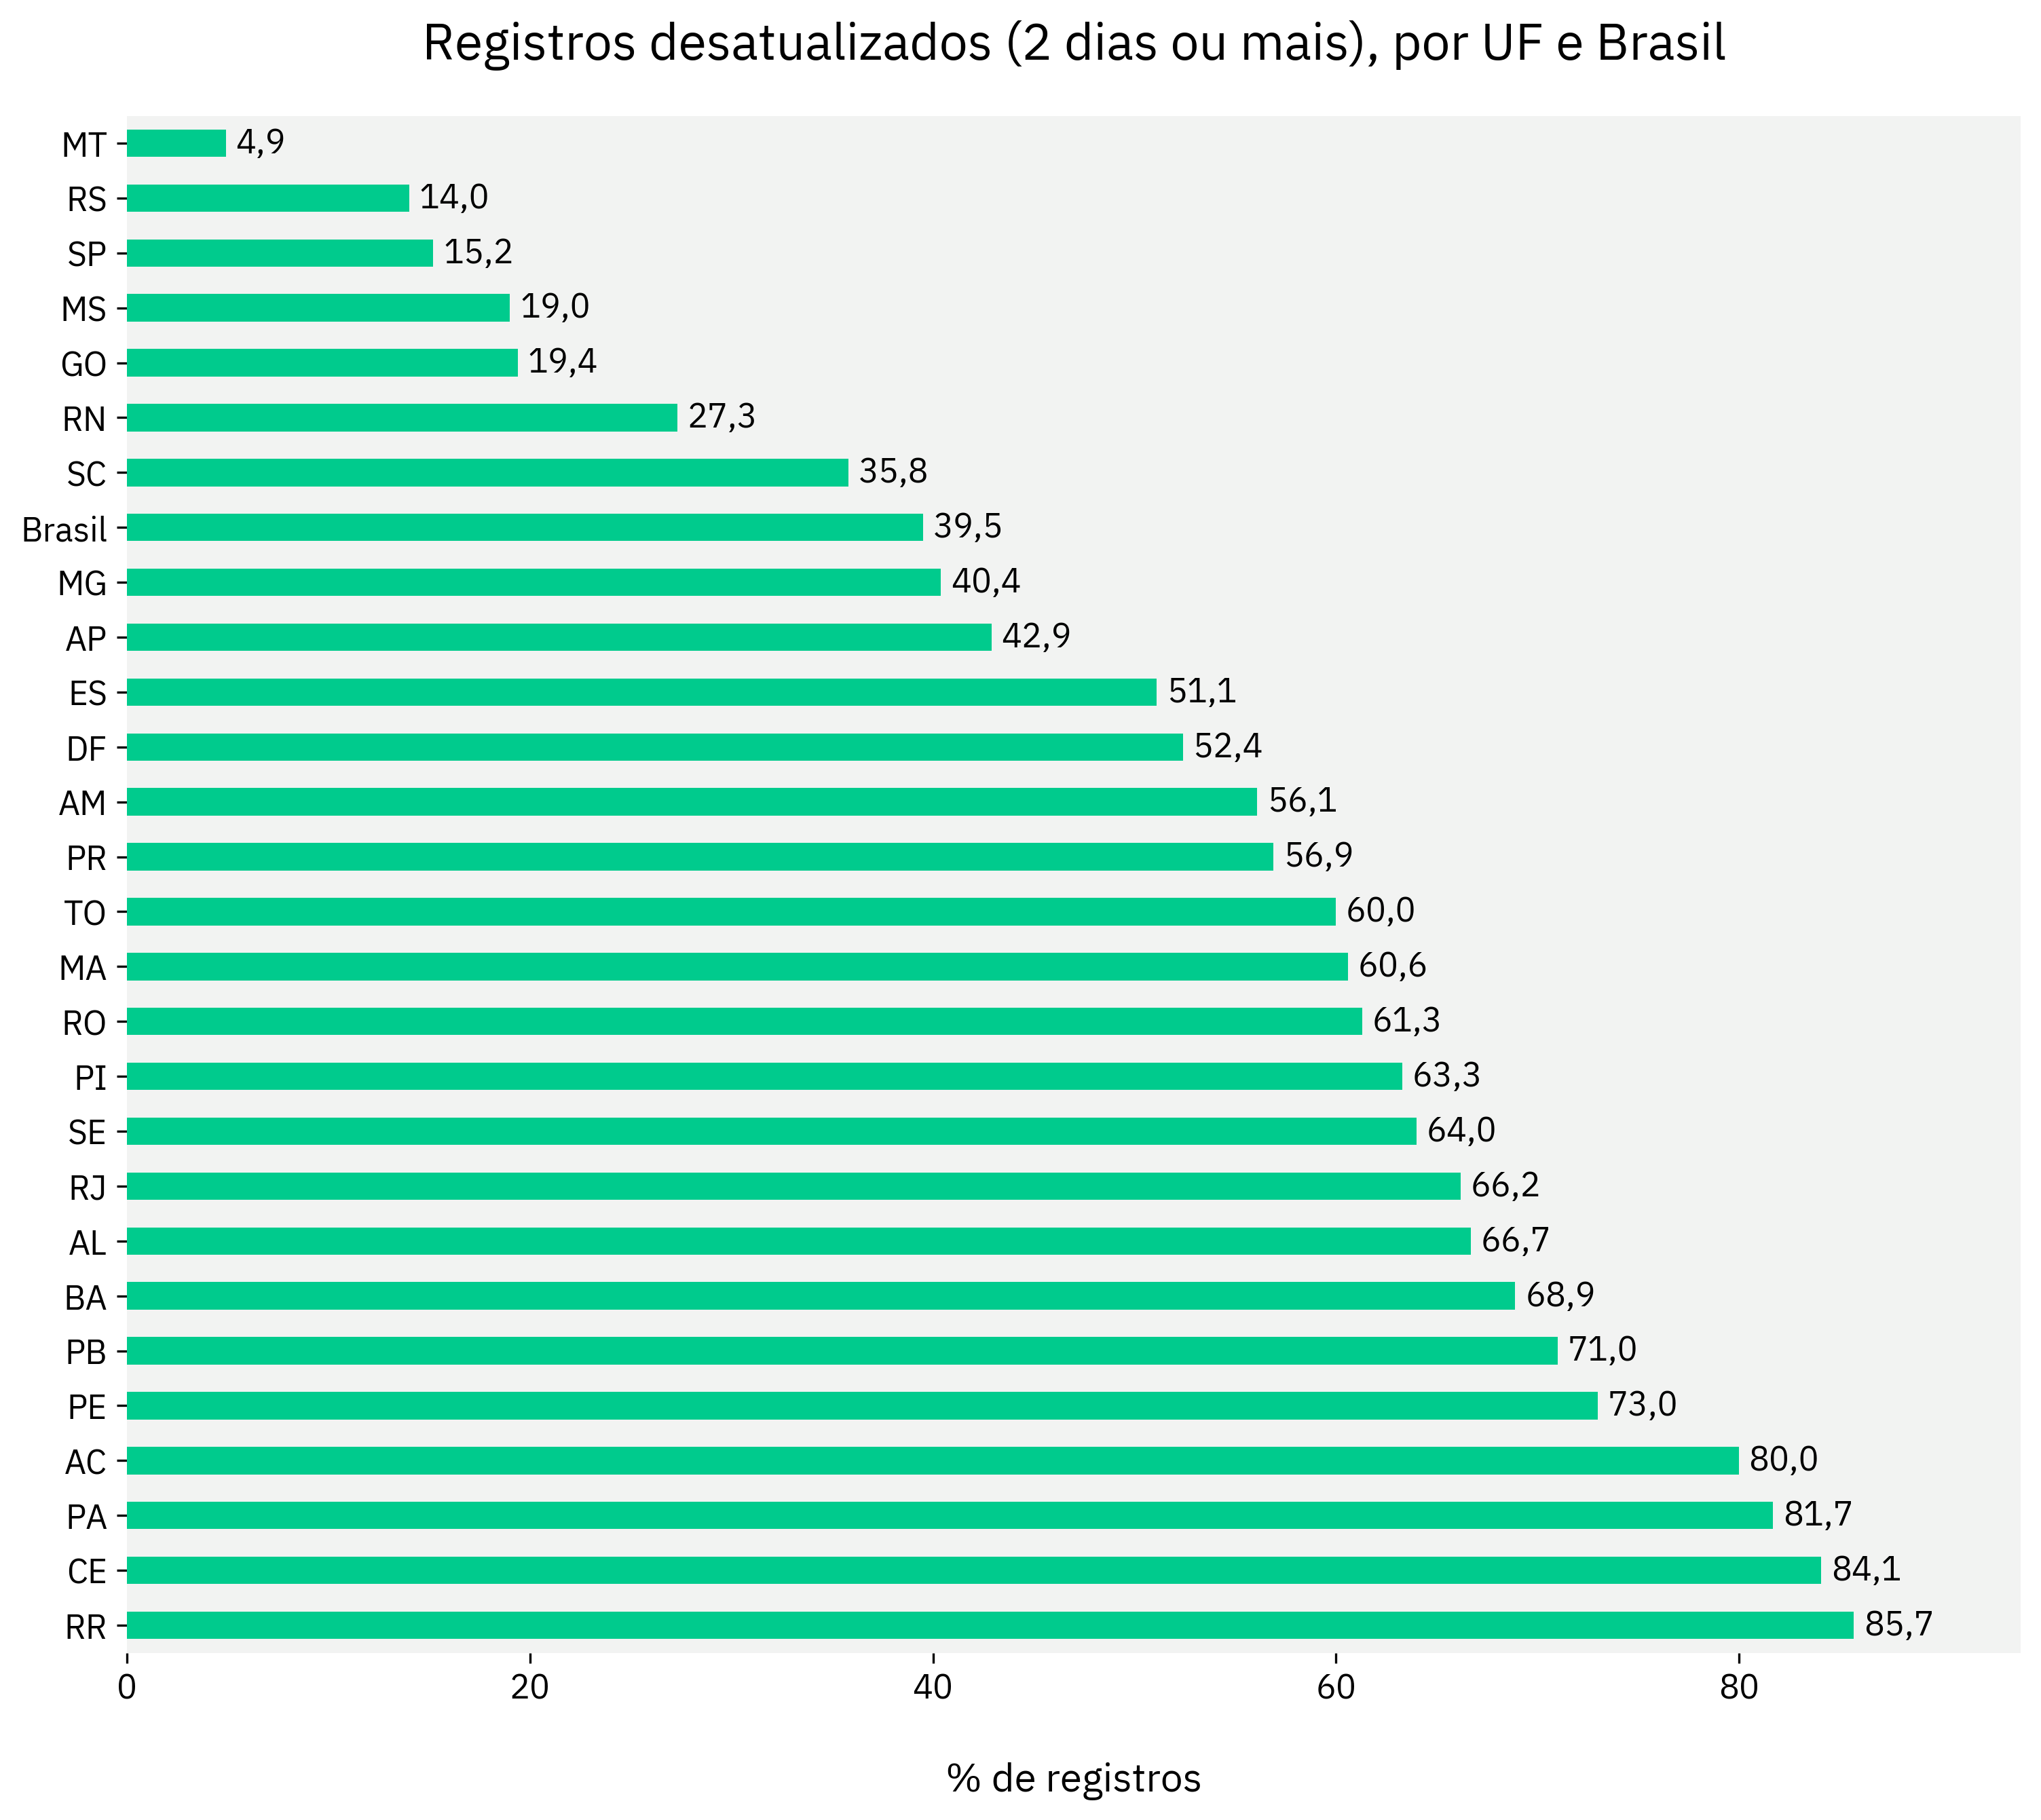 Registros desatualizados (2 dias ou mais), por UF e Brasil
MT 4,9
RS 14,0
SP 15,2
MS 19,0
GO 19,4
RN 27,3
SC 35,8
Brasil 39,5
MG 40,4
AP 42,9
ES 51,1
DF 52,4
AM 56,1
PR 56,9
TO 60,0
MA 60,6
RO 61,3
PI 63,3
SE 64,0
RJ 66,2
AL 66,7
BA 68,9
PB 71,0
PE 73,0
AC 80,0
PA 81,7
CE 84,1
RR 85,7
0 20 40 60 80
% de registros